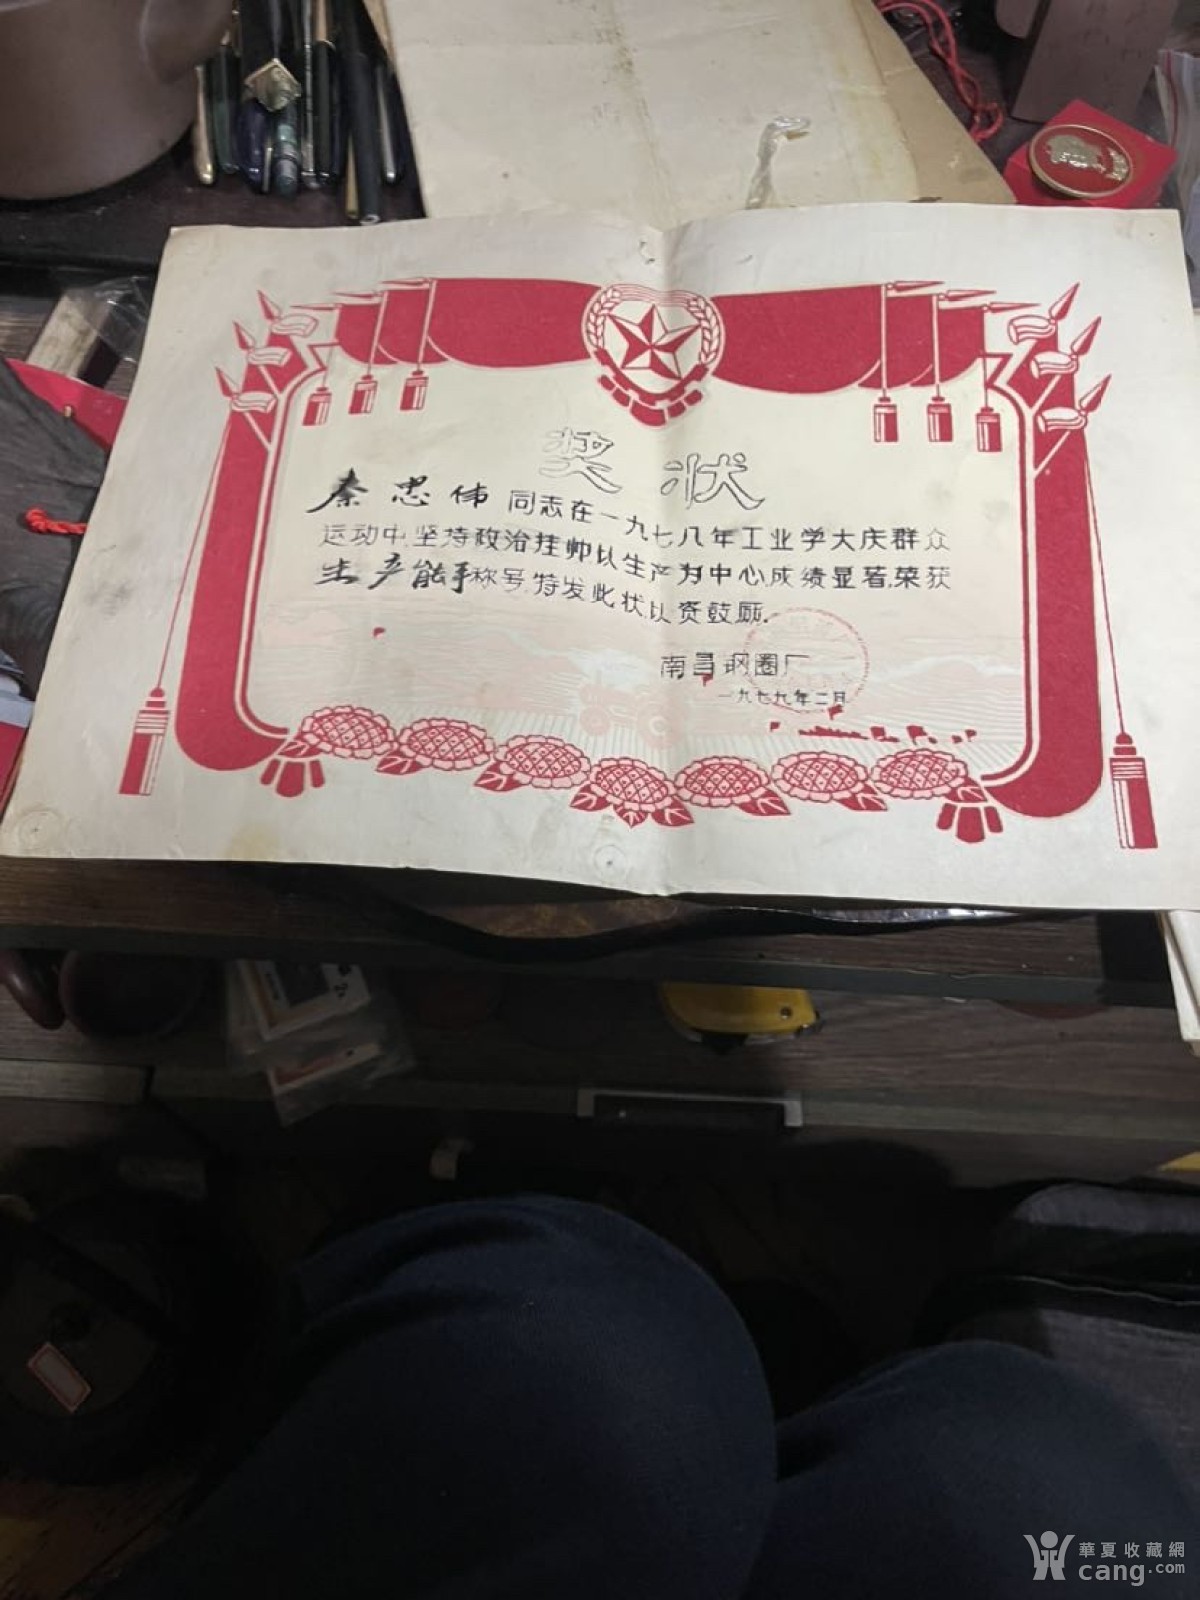 奖状
秦思伟 同志在一九七八年工业学大庆群众
运动中,坚持政治挂帅以生产为中心成绩显著,荣获
生产能手称号,特发此状,以资鼓励.
南昌钢圈厂
一九七九年二月
華夏收藏網
cang.com